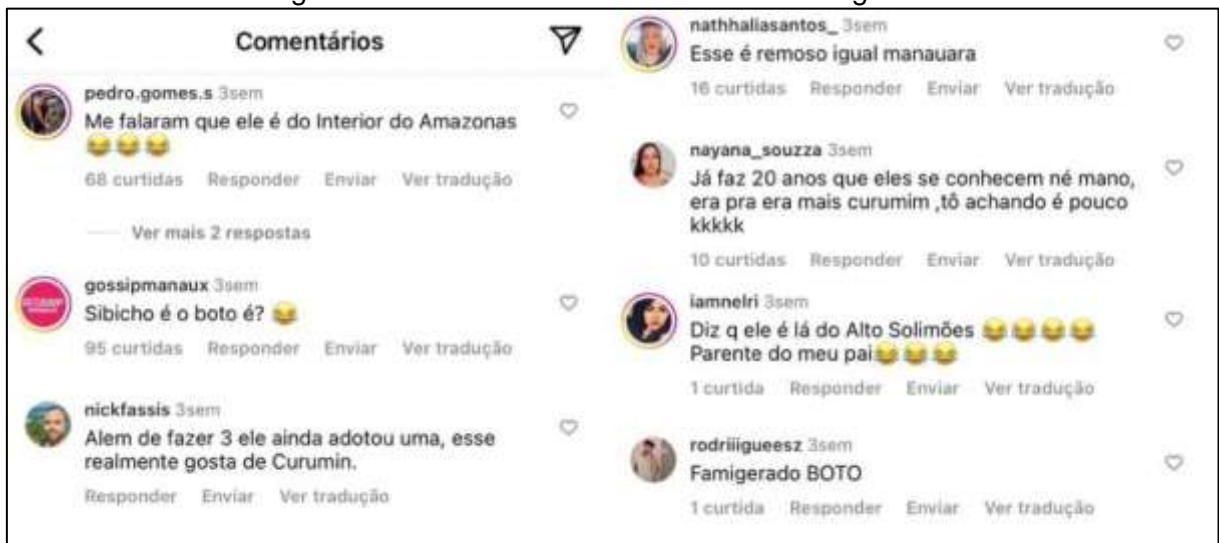 Comentários
pedro.gomes.s 3sem
Me falaram que ele é do Interior do Amazonas
😂😂😂
68 curtidas Responder Enviar Ver tradução
Ver mais 2 respostas
gossipmanaux 3sem
Sibicho é o boto é? 😂
95 curtidas Responder Enviar Ver tradução
nickfassis 3sem
Alem de fazer 3 ele ainda adotou uma, esse
realmente gosta de Curumin.
Responder Enviar Ver tradução
nathhaliasantos_ 3sem
Esse é remoso igual manauara
16 curtidas Responder Enviar Ver tradução
nayana_souzza 3sem
Já faz 20 anos que eles se conhecem né mano,
era pra era mais curumim ,tô achando é pouco
kkkkk
10 curtidas Responder Enviar Ver tradução
iamnelri 3sem
Diz q ele é lá do Alto Solimões 😂😂😂😂
Parente do meu pai😂😂😂
1 curtida Responder Enviar Ver tradução
rodriiigueesz 3sem
Famigerado BOTO
1 curtida Responder Enviar Ver tradução